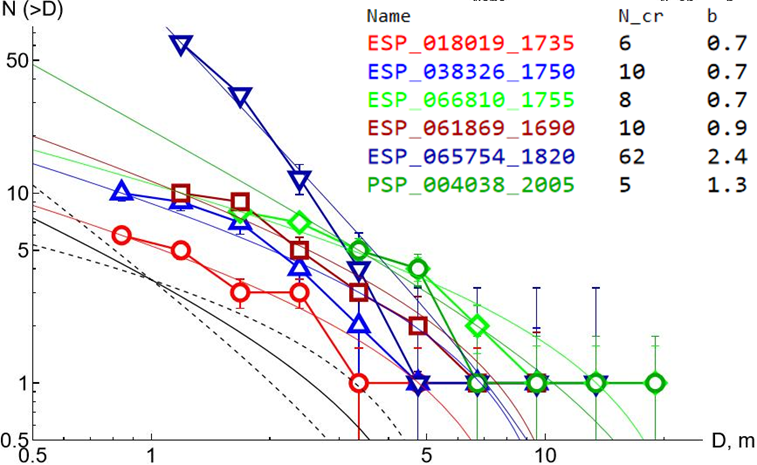 N (>D)
Name N_cr b
ESP_018019_1735 6 0.7
ESP_038326_1750 10 0.7
ESP_066810_1755 8 0.7
ESP_061869_1690 10 0.9
ESP_065754_1820 62 2.4
PSP_004038_2005 5 1.3
50
10
5
1
0.5
0.5 1 5 10 D, m